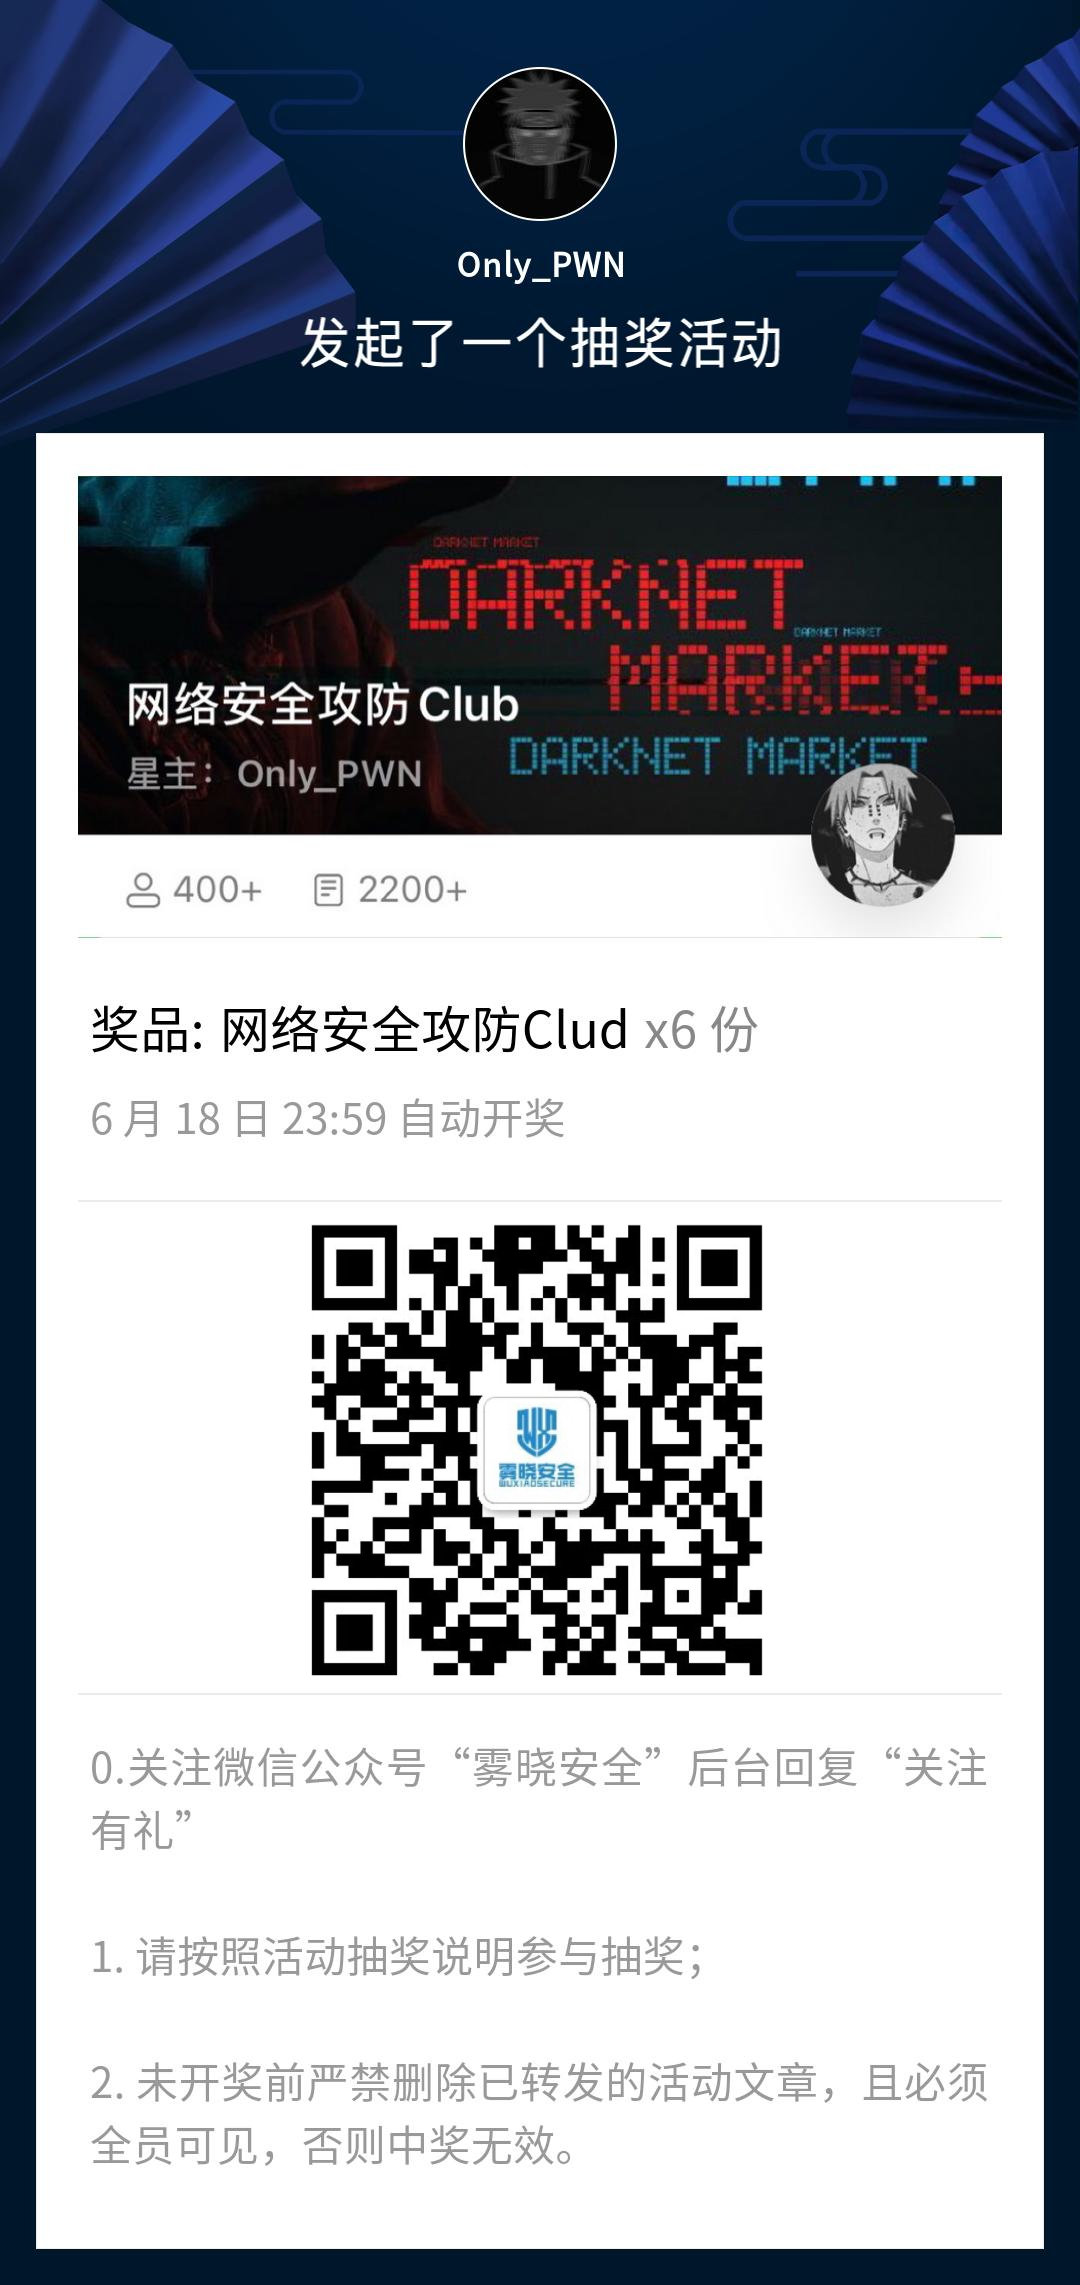 Only_PWN
发起了一个抽奖活动
DARKNET MARKET
DARKNET
DARKNET MARKET
MARKET
网络安全攻防Club
DARKNET MARKET
星主：Only_PWN
400+ 2200+
奖品: 网络安全攻防Clud x6 份
6 月 18 日 23:59 自动开奖
雾晓安全
WUXIAOSECURE
0.关注微信公众号“雾晓安全”后台回复“关注
有礼”
1. 请按照活动抽奖说明参与抽奖；
2. 未开奖前严禁删除已转发的活动文章，且必须
全员可见，否则中奖无效。